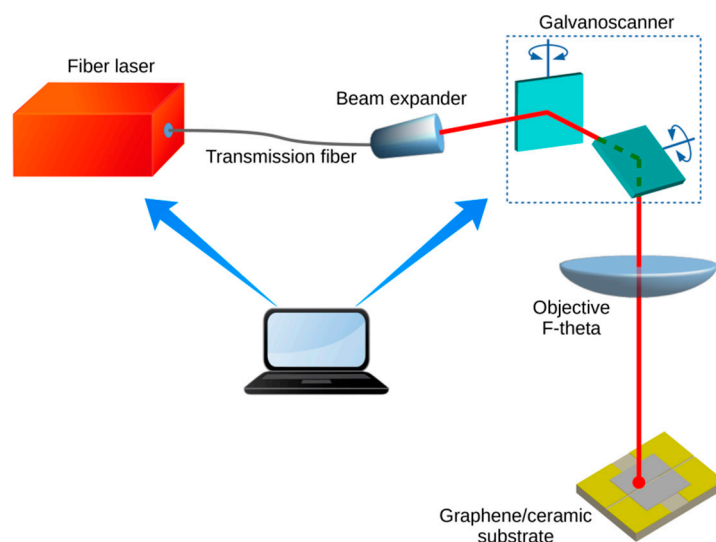 Galvanoscanner
Fiber laser
Beam expander
Transmission fiber
Objective
F-theta
Graphene/ceramic
substrate